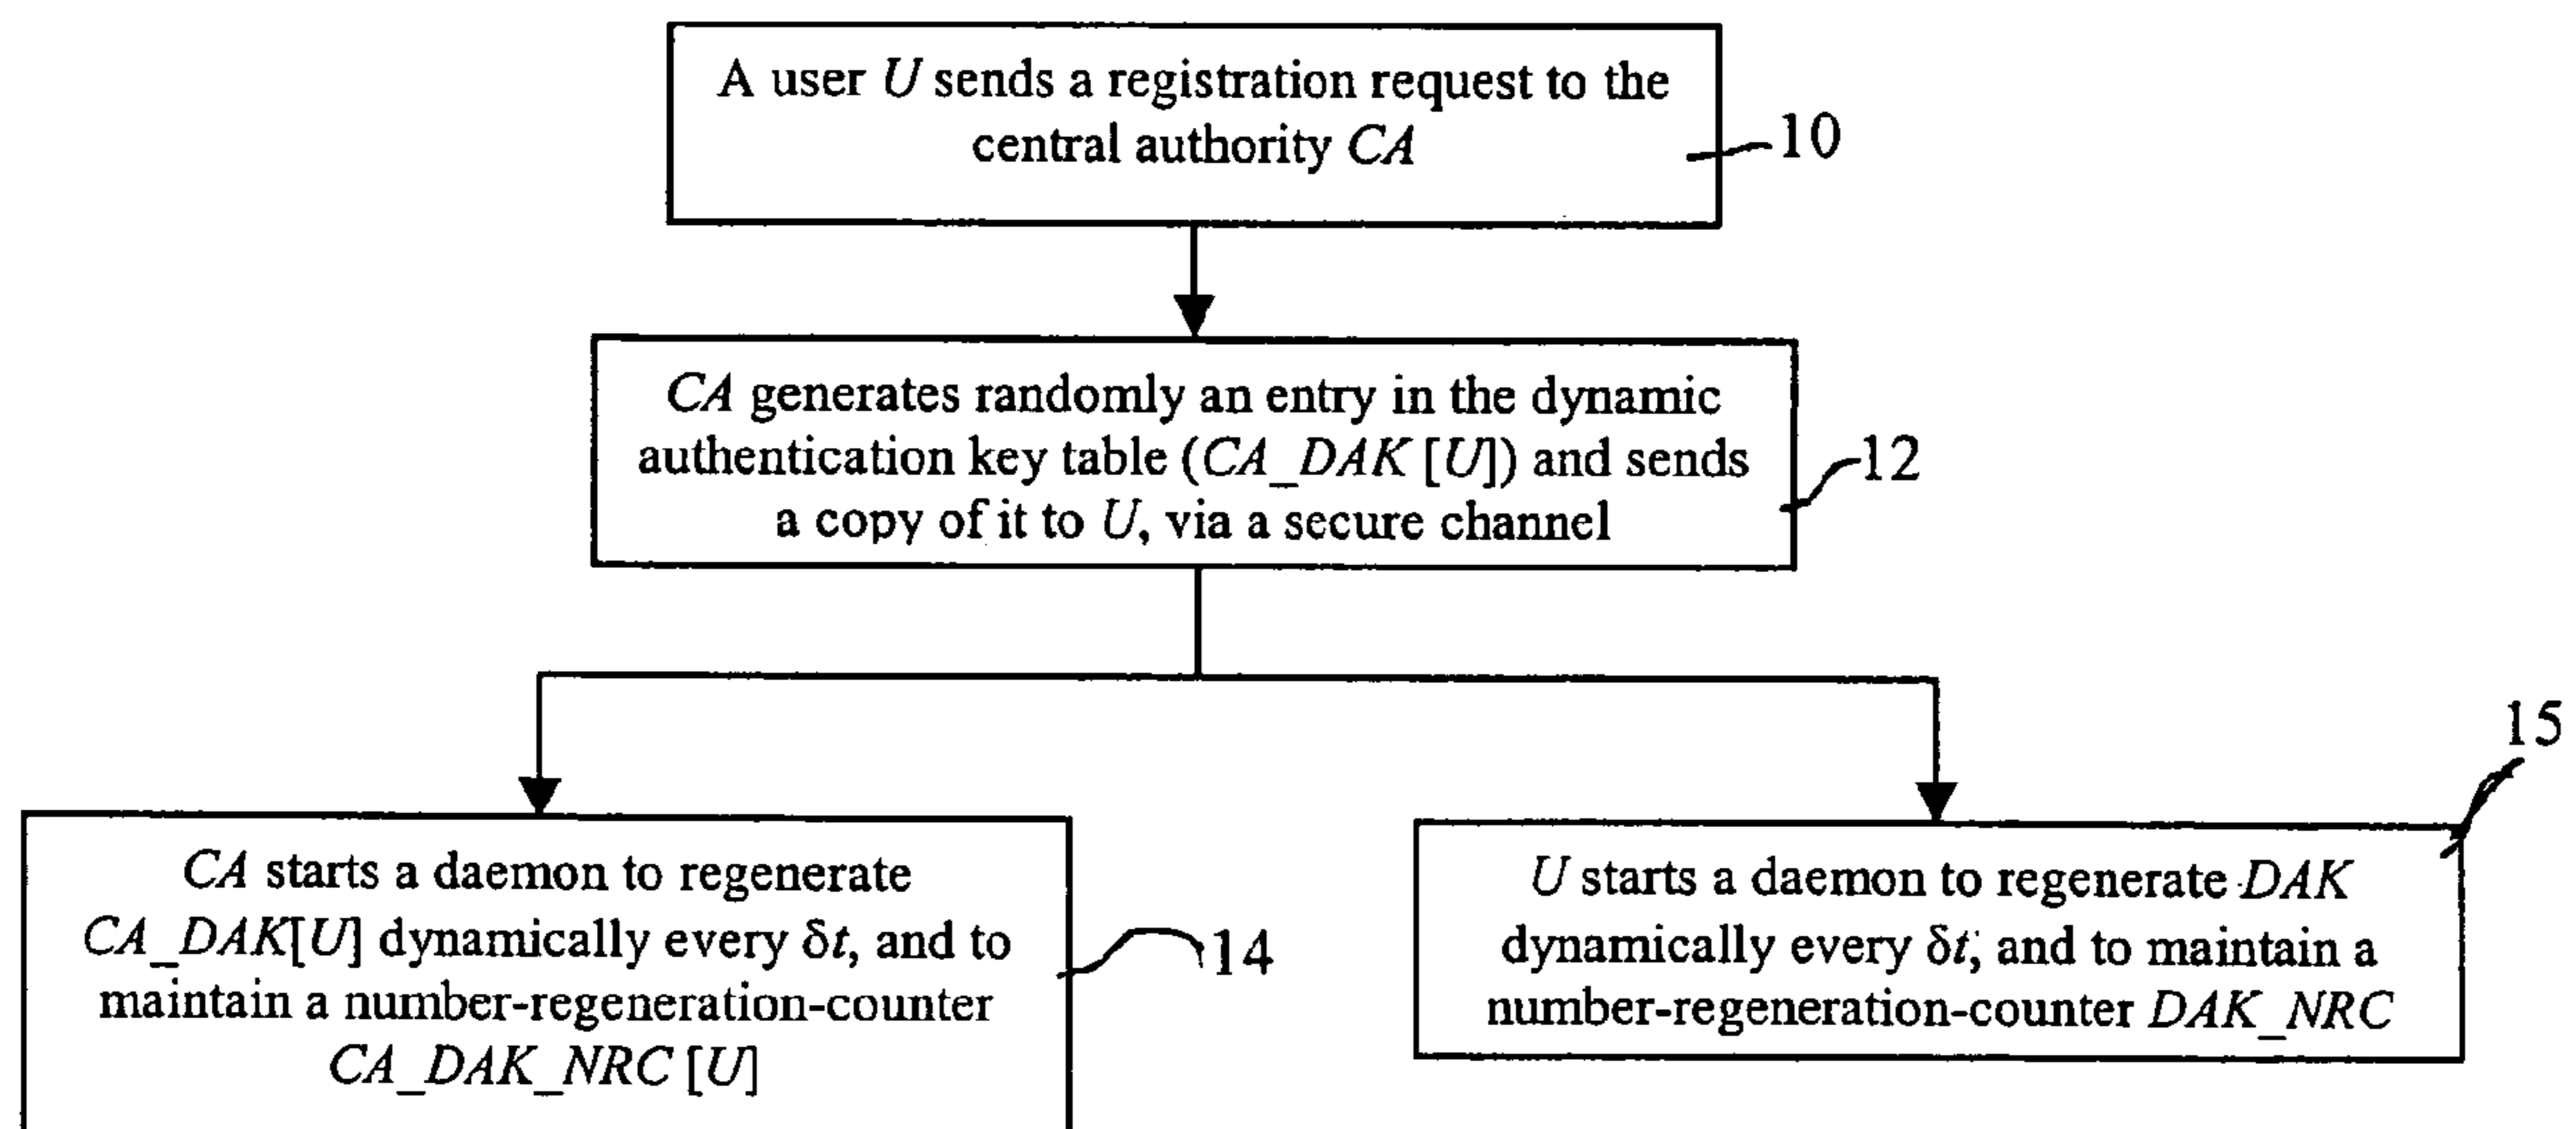 A user U sends a registration request to the
central authority CA
10
CA generates randomly an entry in the dynamic
authentication key table (CA_DAK [U]) and sends
a copy of it to U, via a secure channel
12
CA starts a daemon to regenerate
CA_DAK[U] dynamically every δt, and to
maintain a number-regeneration-counter
CA_DAK_NRC [U]
14
U starts a daemon to regenerate DAK
dynamically every δt, and to maintain a
number-regeneration-counter DAK_NRC
15